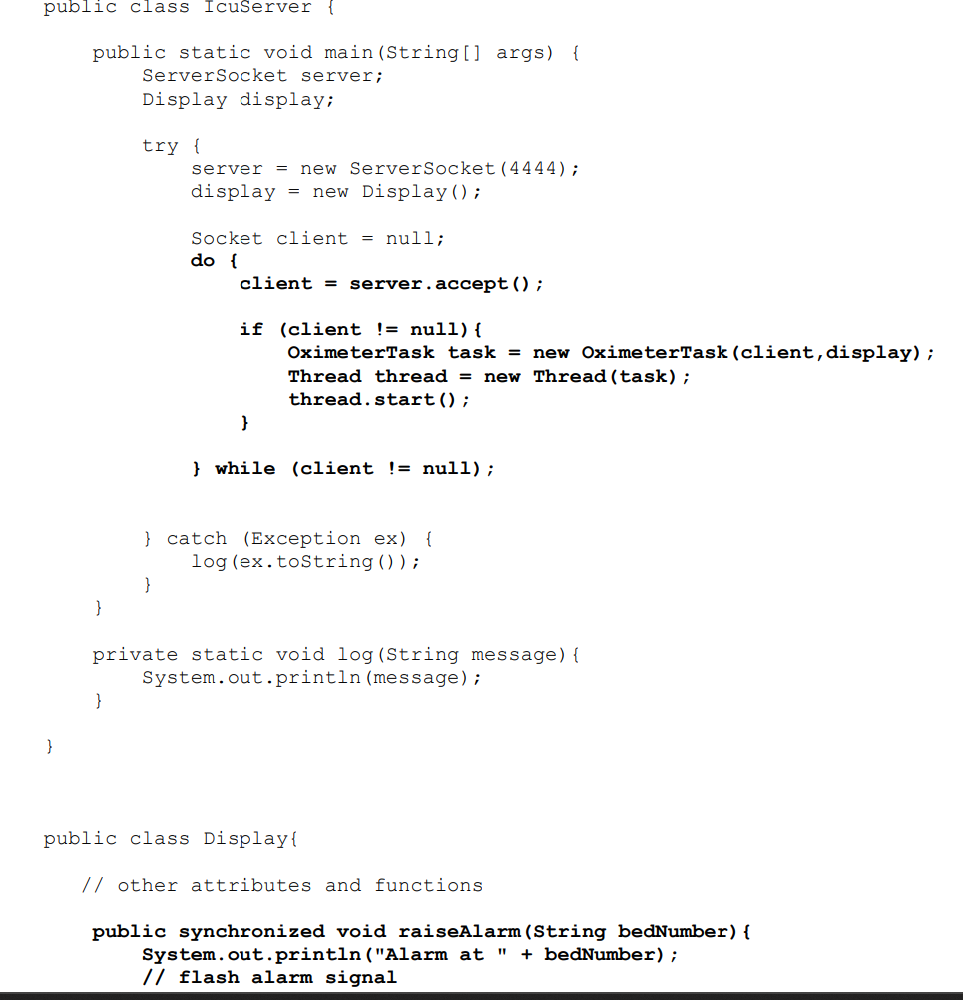 public class IcuServer {
public static void main(String[] args) {
ServerSocket server;
Display display;
try {
server = new ServerSocket(4444);
display = new Display();
Socket client = null;
do {
client = server.accept();
if (client != null){
OximeterTask task = new OximeterTask(client,display);
Thread thread = new Thread(task);
thread.start();
}
} while (client != null);
} catch (Exception ex) {
log(ex.toString());
}
}
private static void log(String message){
System.out.println(message);
}
}
public class Display{
// other attributes and functions
public synchronized void raiseAlarm(String bedNumber){
System.out.println("Alarm at " + bedNumber);
// flash alarm signal